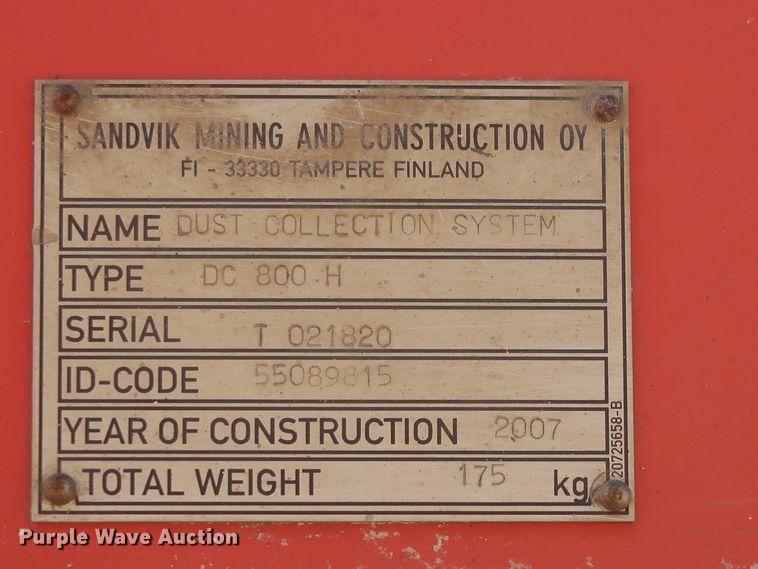 SANDVIK MINING AND CONSTRUCTION OY
FI - 33330 TAMPERE FINLAND
NAME DUST COLLECTION SYSTEM
TYPE DC 800 H
SERIAL T 021820
ID-CODE 55089815
YEAR OF CONSTRUCTION 2007
TOTAL WEIGHT 175 kg
20725658-B
Purple Wave Auction